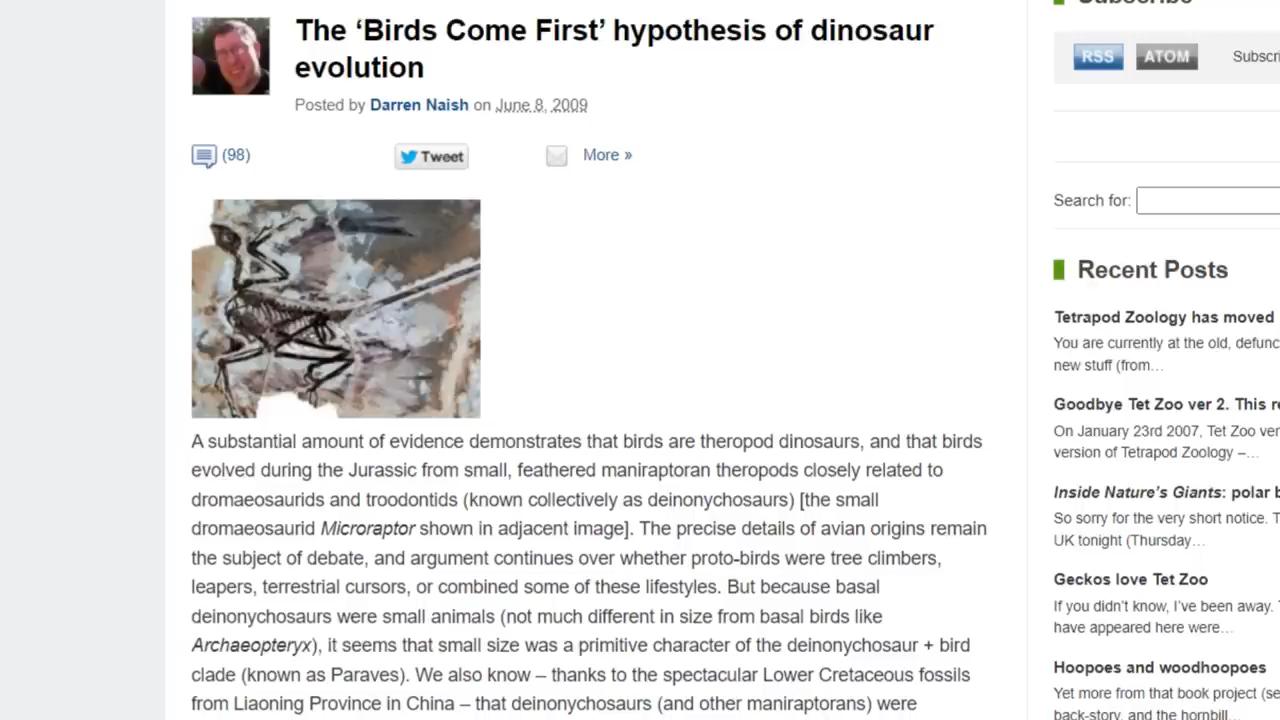 The ‘Birds Come First’ hypothesis of dinosaur
evolution
Posted by Darren Naish on June 8, 2009
(98)
Tweet
More »
A substantial amount of evidence demonstrates that birds are theropod dinosaurs, and that birds
evolved during the Jurassic from small, feathered maniraptoran theropods closely related to
dromaeosaurids and troodontids (known collectively as deinonychosaurs) [the small
dromaeosaurid Microraptor shown in adjacent image]. The precise details of avian origins remain
the subject of debate, and argument continues over whether proto-birds were tree climbers,
leapers, terrestrial cursors, or combined some of these lifestyles. But because basal
deinonychosaurs were small animals (not much different in size from basal birds like
Archaeopteryx), it seems that small size was a primitive character of the deinonychosaur + bird
clade (known as Paraves). We also know – thanks to the spectacular Lower Cretaceous fossils
from Liaoning Province in China – that deinonychosaurs (and other maniraptorans) were
Subscribe
RSS
ATOM
Subscri
Search for:
Recent Posts
Tetrapod Zoology has moved
You are currently at the old, defunc
new stuff (from…
Goodbye Tet Zoo ver 2. This re
On January 23rd 2007, Tet Zoo ver
version of Tetrapod Zoology –…
Inside Nature’s Giants: polar b
So sorry for the very short notice. T
UK tonight (Thursday…
Geckos love Tet Zoo
If you didn’t know, I’ve been away. T
have appeared here were…
Hoopoes and woodhoopoes
Yet more from that book project (se
back-story, and the hornbill…